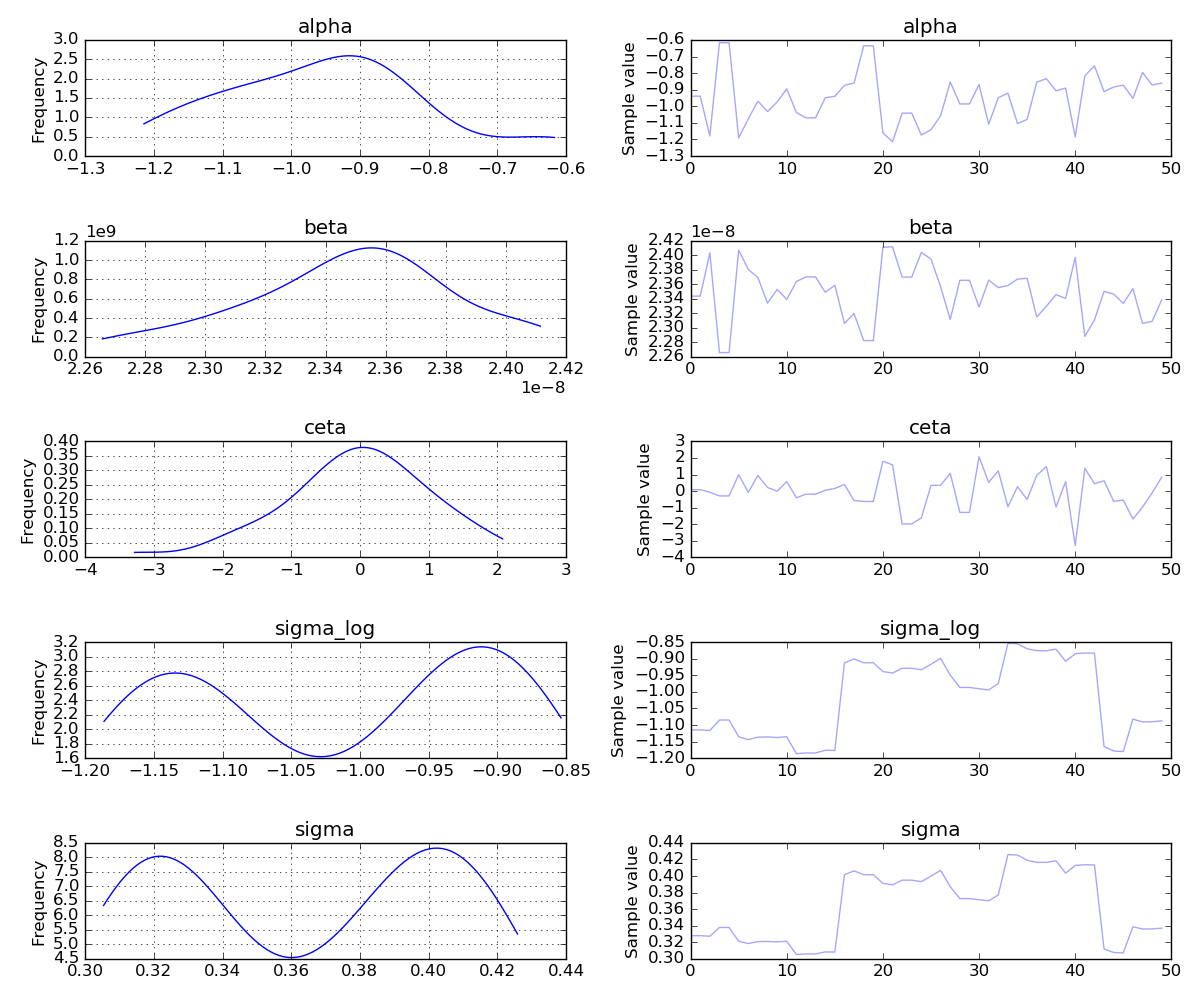 alpha
Frequency
3.0
2.5
2.0
1.5
1.0
0.5
0.0
−1.3 −1.2 −1.1 −1.0 −0.9 −0.8 −0.7 −0.6
alpha
Sample value
−0.6
−0.7
−0.8
−0.9
−1.0
−1.1
−1.2
−1.3
0 10 20 30 40 50
beta
1e9
Frequency
1.2
1.0
0.8
0.6
0.4
0.2
0.0
2.26 2.28 2.30 2.32 2.34 2.36 2.38 2.40 2.42
1e−8
beta
1e−8
Sample value
2.42
2.40
2.38
2.36
2.34
2.32
2.30
2.28
2.26
0 10 20 30 40 50
ceta
Frequency
0.40
0.35
0.30
0.25
0.20
0.15
0.10
0.05
0.00
−4 −3 −2 −1 0 1 2 3
ceta
Sample value
3
2
1
0
−1
−2
−3
−4
0 10 20 30 40 50
sigma_log
Frequency
3.2
3.0
2.8
2.6
2.4
2.2
2.0
1.8
1.6
−1.20 −1.15 −1.10 −1.05 −1.00 −0.95 −0.90 −0.85
sigma_log
Sample value
−0.85
−0.90
−0.95
−1.00
−1.05
−1.10
−1.15
−1.20
0 10 20 30 40 50
sigma
Frequency
8.5
8.0
7.5
7.0
6.5
6.0
5.5
5.0
4.5
0.30 0.32 0.34 0.36 0.38 0.40 0.42 0.44
sigma
Sample value
0.44
0.42
0.40
0.38
0.36
0.34
0.32
0.30
0 10 20 30 40 50